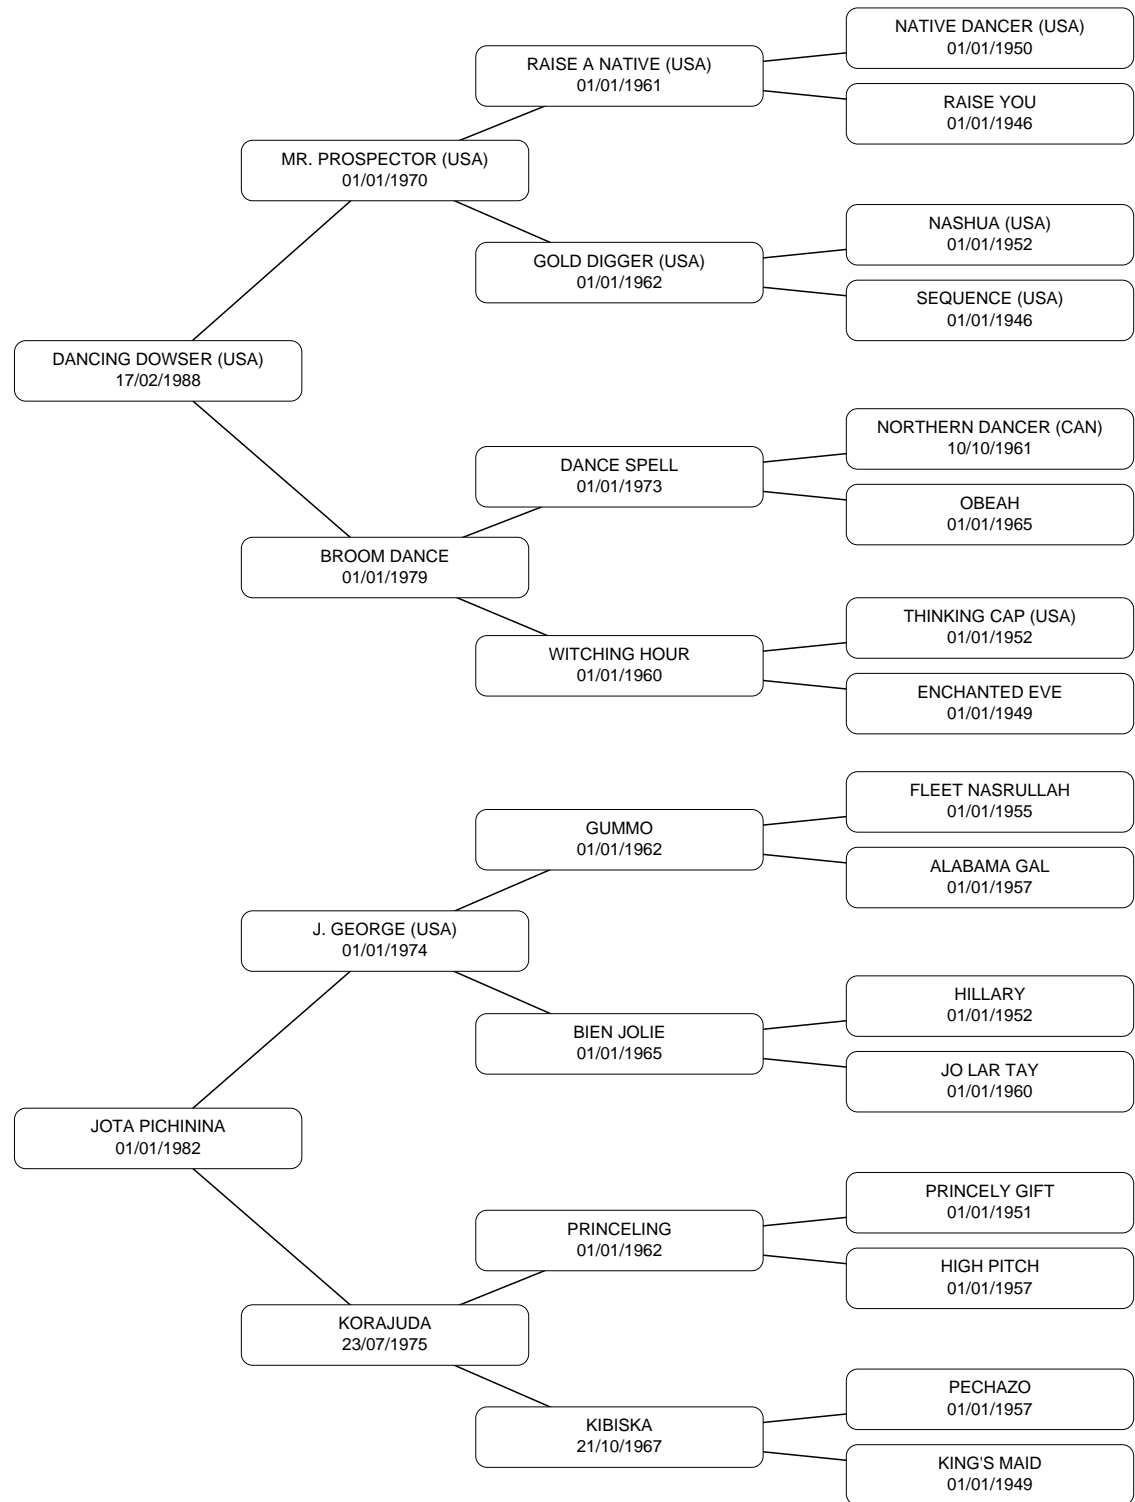 NATIVE DANCER (USA)
01/01/1950
RAISE A NATIVE (USA)
01/01/1961
RAISE YOU
01/01/1946
MR. PROSPECTOR (USA)
01/01/1970
NASHUA (USA)
01/01/1952
GOLD DIGGER (USA)
01/01/1962
SEQUENCE (USA)
01/01/1946
DANCING DOWSER (USA)
17/02/1988
NORTHERN DANCER (CAN)
10/10/1961
DANCE SPELL
01/01/1973
OBEAH
01/01/1965
BROOM DANCE
01/01/1979
THINKING CAP (USA)
01/01/1952
WITCHING HOUR
01/01/1960
ENCHANTED EVE
01/01/1949
FLEET NASRULLAH
01/01/1955
GUMMO
01/01/1962
ALABAMA GAL
01/01/1957
J. GEORGE (USA)
01/01/1974
HILLARY
01/01/1952
BIEN JOLIE
01/01/1965
JO LAR TAY
01/01/1960
JOTA PICHININA
01/01/1982
PRINCELY GIFT
01/01/1951
PRINCELING
01/01/1962
HIGH PITCH
01/01/1957
KORAJUDA
23/07/1975
PECHAZO
01/01/1957
KIBISKA
21/10/1967
KING'S MAID
01/01/1949